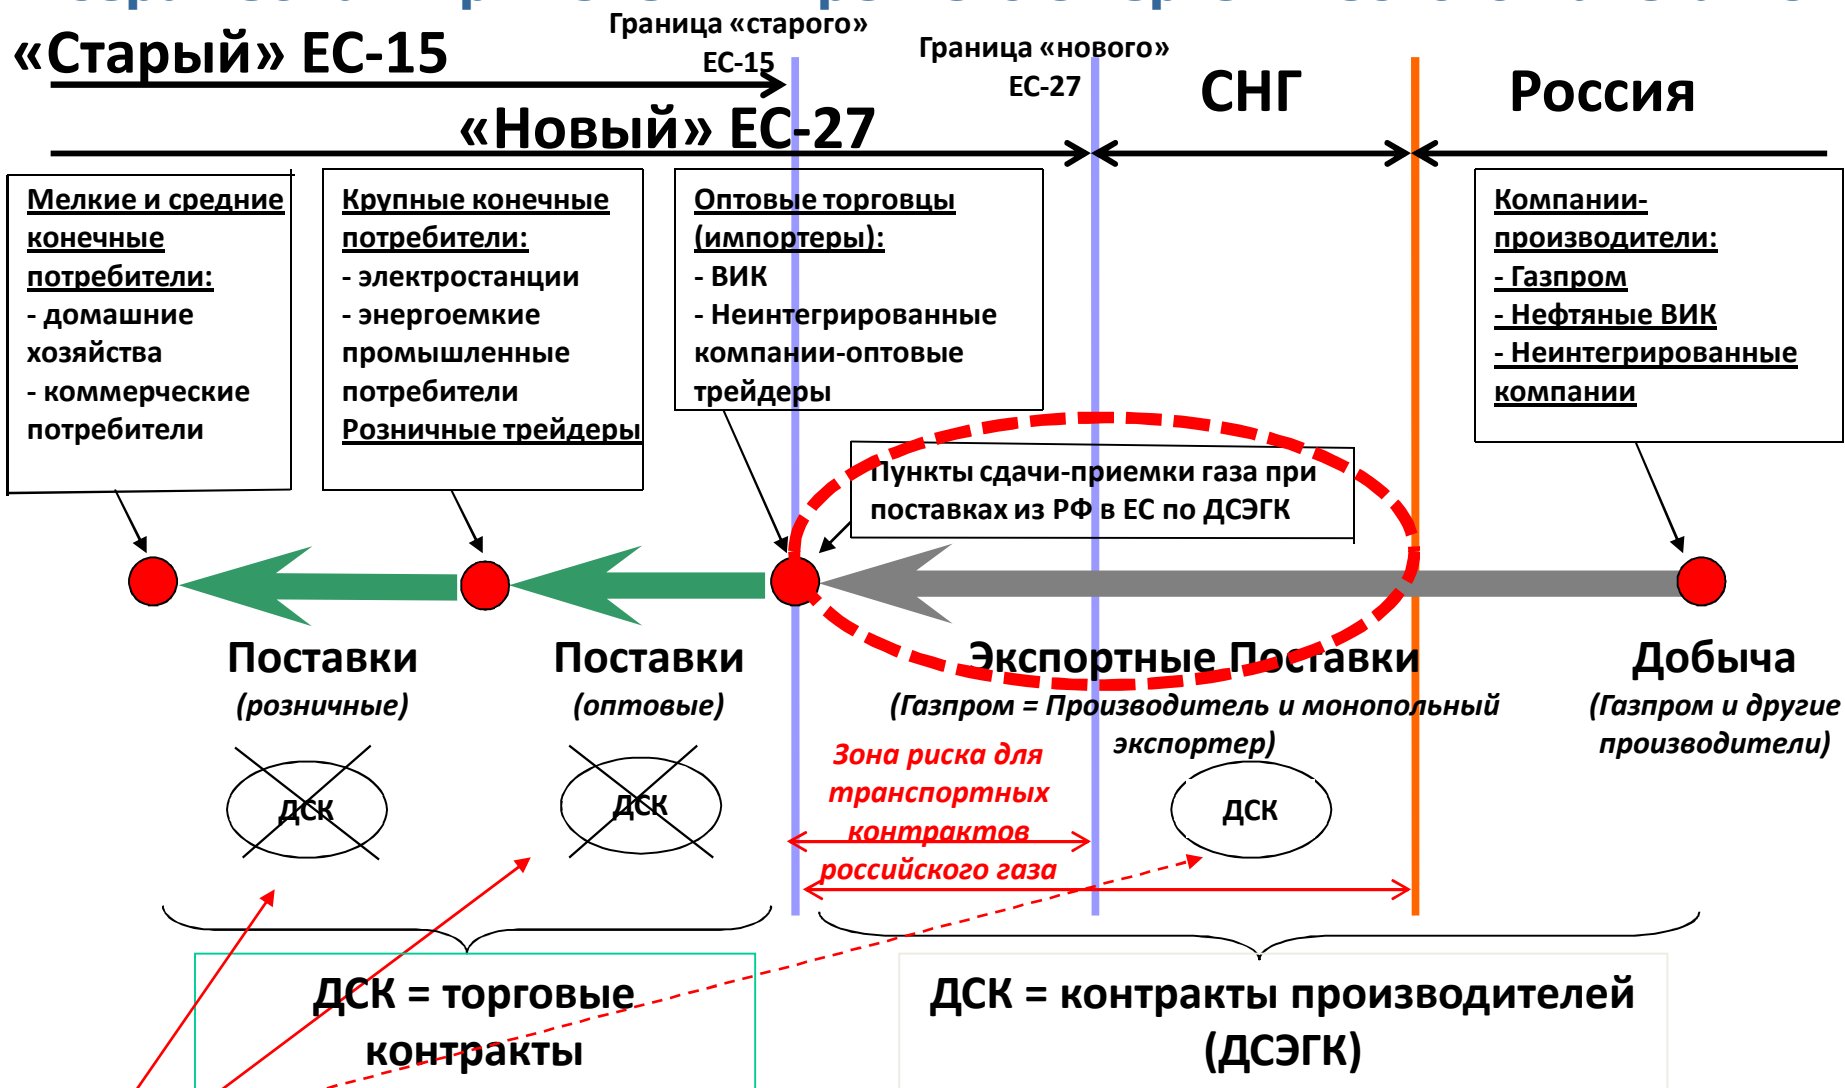 «Старый» ЕС-15
Граница «старого»
ЕС-15
Граница «нового»
ЕС-27
СНГ
Россия
«Новый» ЕС-27
Мелкие и средние
конечные
потребители:
- домашние
хозяйства
- коммерческие
потребители
Крупные конечные
потребители:
- электростанции
- энергоемкие
промышленные
потребители
Розничные трейдеры
Оптовые торговцы
(импортеры):
- ВИК
- Неинтегрированные
компании-оптовые
трейдеры
Компании-
производители:
- Газпром
- Нефтяные ВИК
- Неинтегрированные
компании
Пункты сдачи-приемки газа при
поставках из РФ в ЕС по ДСЭГК
Поставки
(розничные)
Поставки
(оптовые)
Экспортные Поставки
(Газпром = Производитель и монопольный
экспортер)
Добыча
(Газпром и другие
производители)
Зона риска для
транспортных
контрактов
российского газа
ДСК
ДСК
ДСК
ДСК = торговые
контракты
ДСК = контракты производителей
(ДСЭГК)